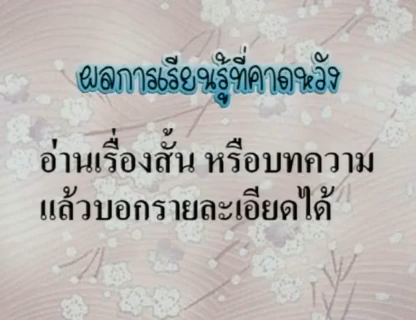 ผลการเรียนรู้ที่คาดหวัง
อ่านเรื่องสั้น หรือบทความ
แล้วบอกรายละเอียดได้